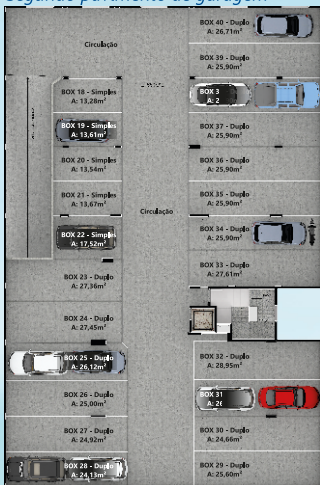 Segundo pavimento de garagem
BOX 40 - Duplo
A: 26,71m²
Circulação
BOX 39 - Duplo
A: 25,90m²
BOX 18 - Simples
A: 13,28m²
BOX 3
A: 2
BOX 19 - Simples
A: 13,61m²
BOX 37 - Duplo
A: 25,90m²
BOX 20 - Simples
A: 13,54m²
BOX 36 - Duplo
A: 25,90m²
BOX 21 - Simples
A: 13,67m²
BOX 35 - Duplo
A: 25,90m²
Circulação
BOX 22 - Simples
A: 17,52m²
BOX 34 - Duplo
A: 25,90m²
BOX 23 - Duplo
A: 27,36m²
BOX 33 - Duplo
A: 27,61m²
BOX 24 - Duplo
A: 27,45m²
BOX 25 - Duplo
A: 26,12m²
BOX 32 - Duplo
A: 28,95m²
BOX 26 - Duplo
A: 25,00m²
BOX 31
A: 26
BOX 27 - Duplo
A: 24,92m²
BOX 30 - Duplo
A: 24,66m²
BOX 28 - Duplo
A: 24,13m²
BOX 29 - Duplo
A: 25,60m²